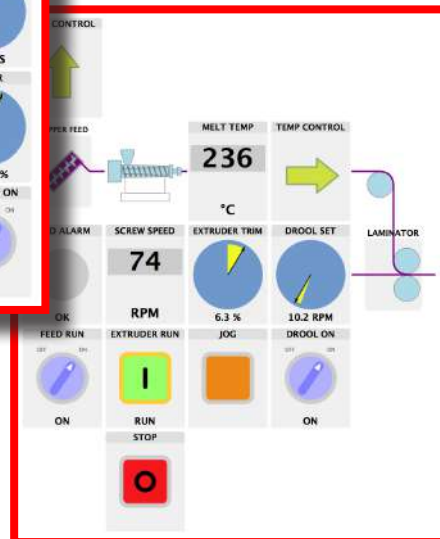 CONTROL
S
R
%
ON
ON
MELT TEMP
236
°C
TEMP CONTROL
ALARM
OK
SCREW SPEED
74
RPM
EXTRUDER TRIM
6.3 %
DROOL SET
10.2 RPM
LAMINATOR
FEED RUN
OFF ON
ON
EXTRUDER RUN
I
RUN
JOG
DROOL ON
OFF ON
ON
STOP
O